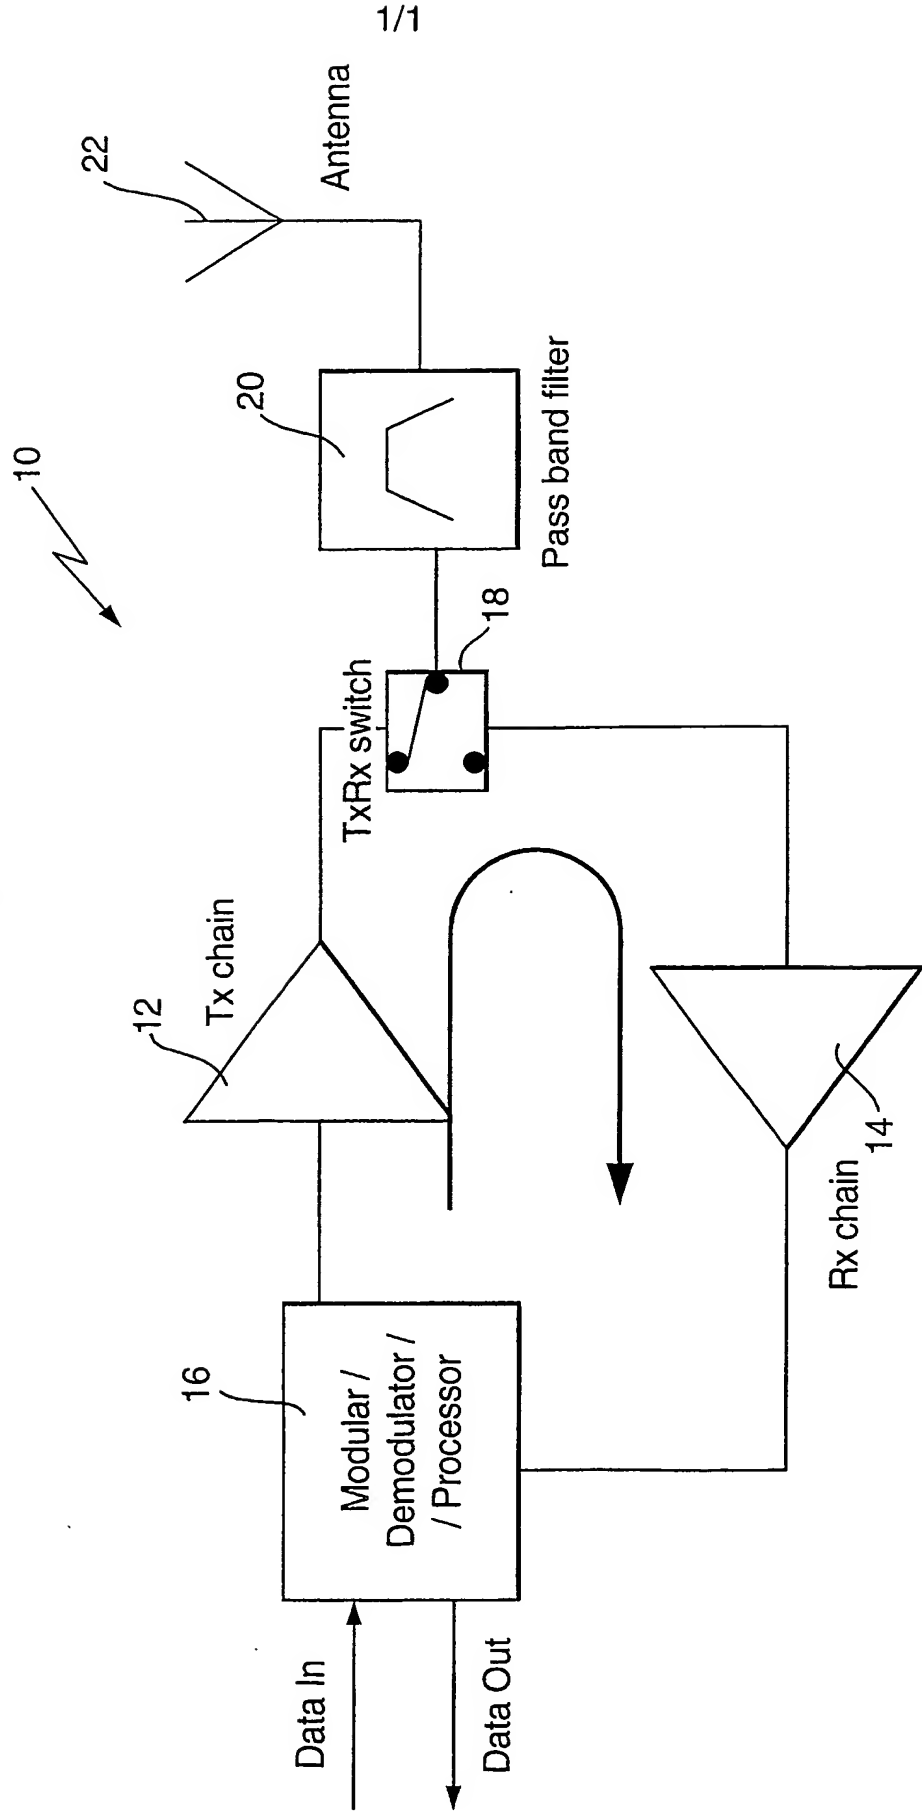 1/1
10
22
Antenna
20
Pass band filter
TxRx switch
18
12
Tx chain
14
Rx chain
16
Modular /
Demodulator /
/ Processor
Data In
Data Out